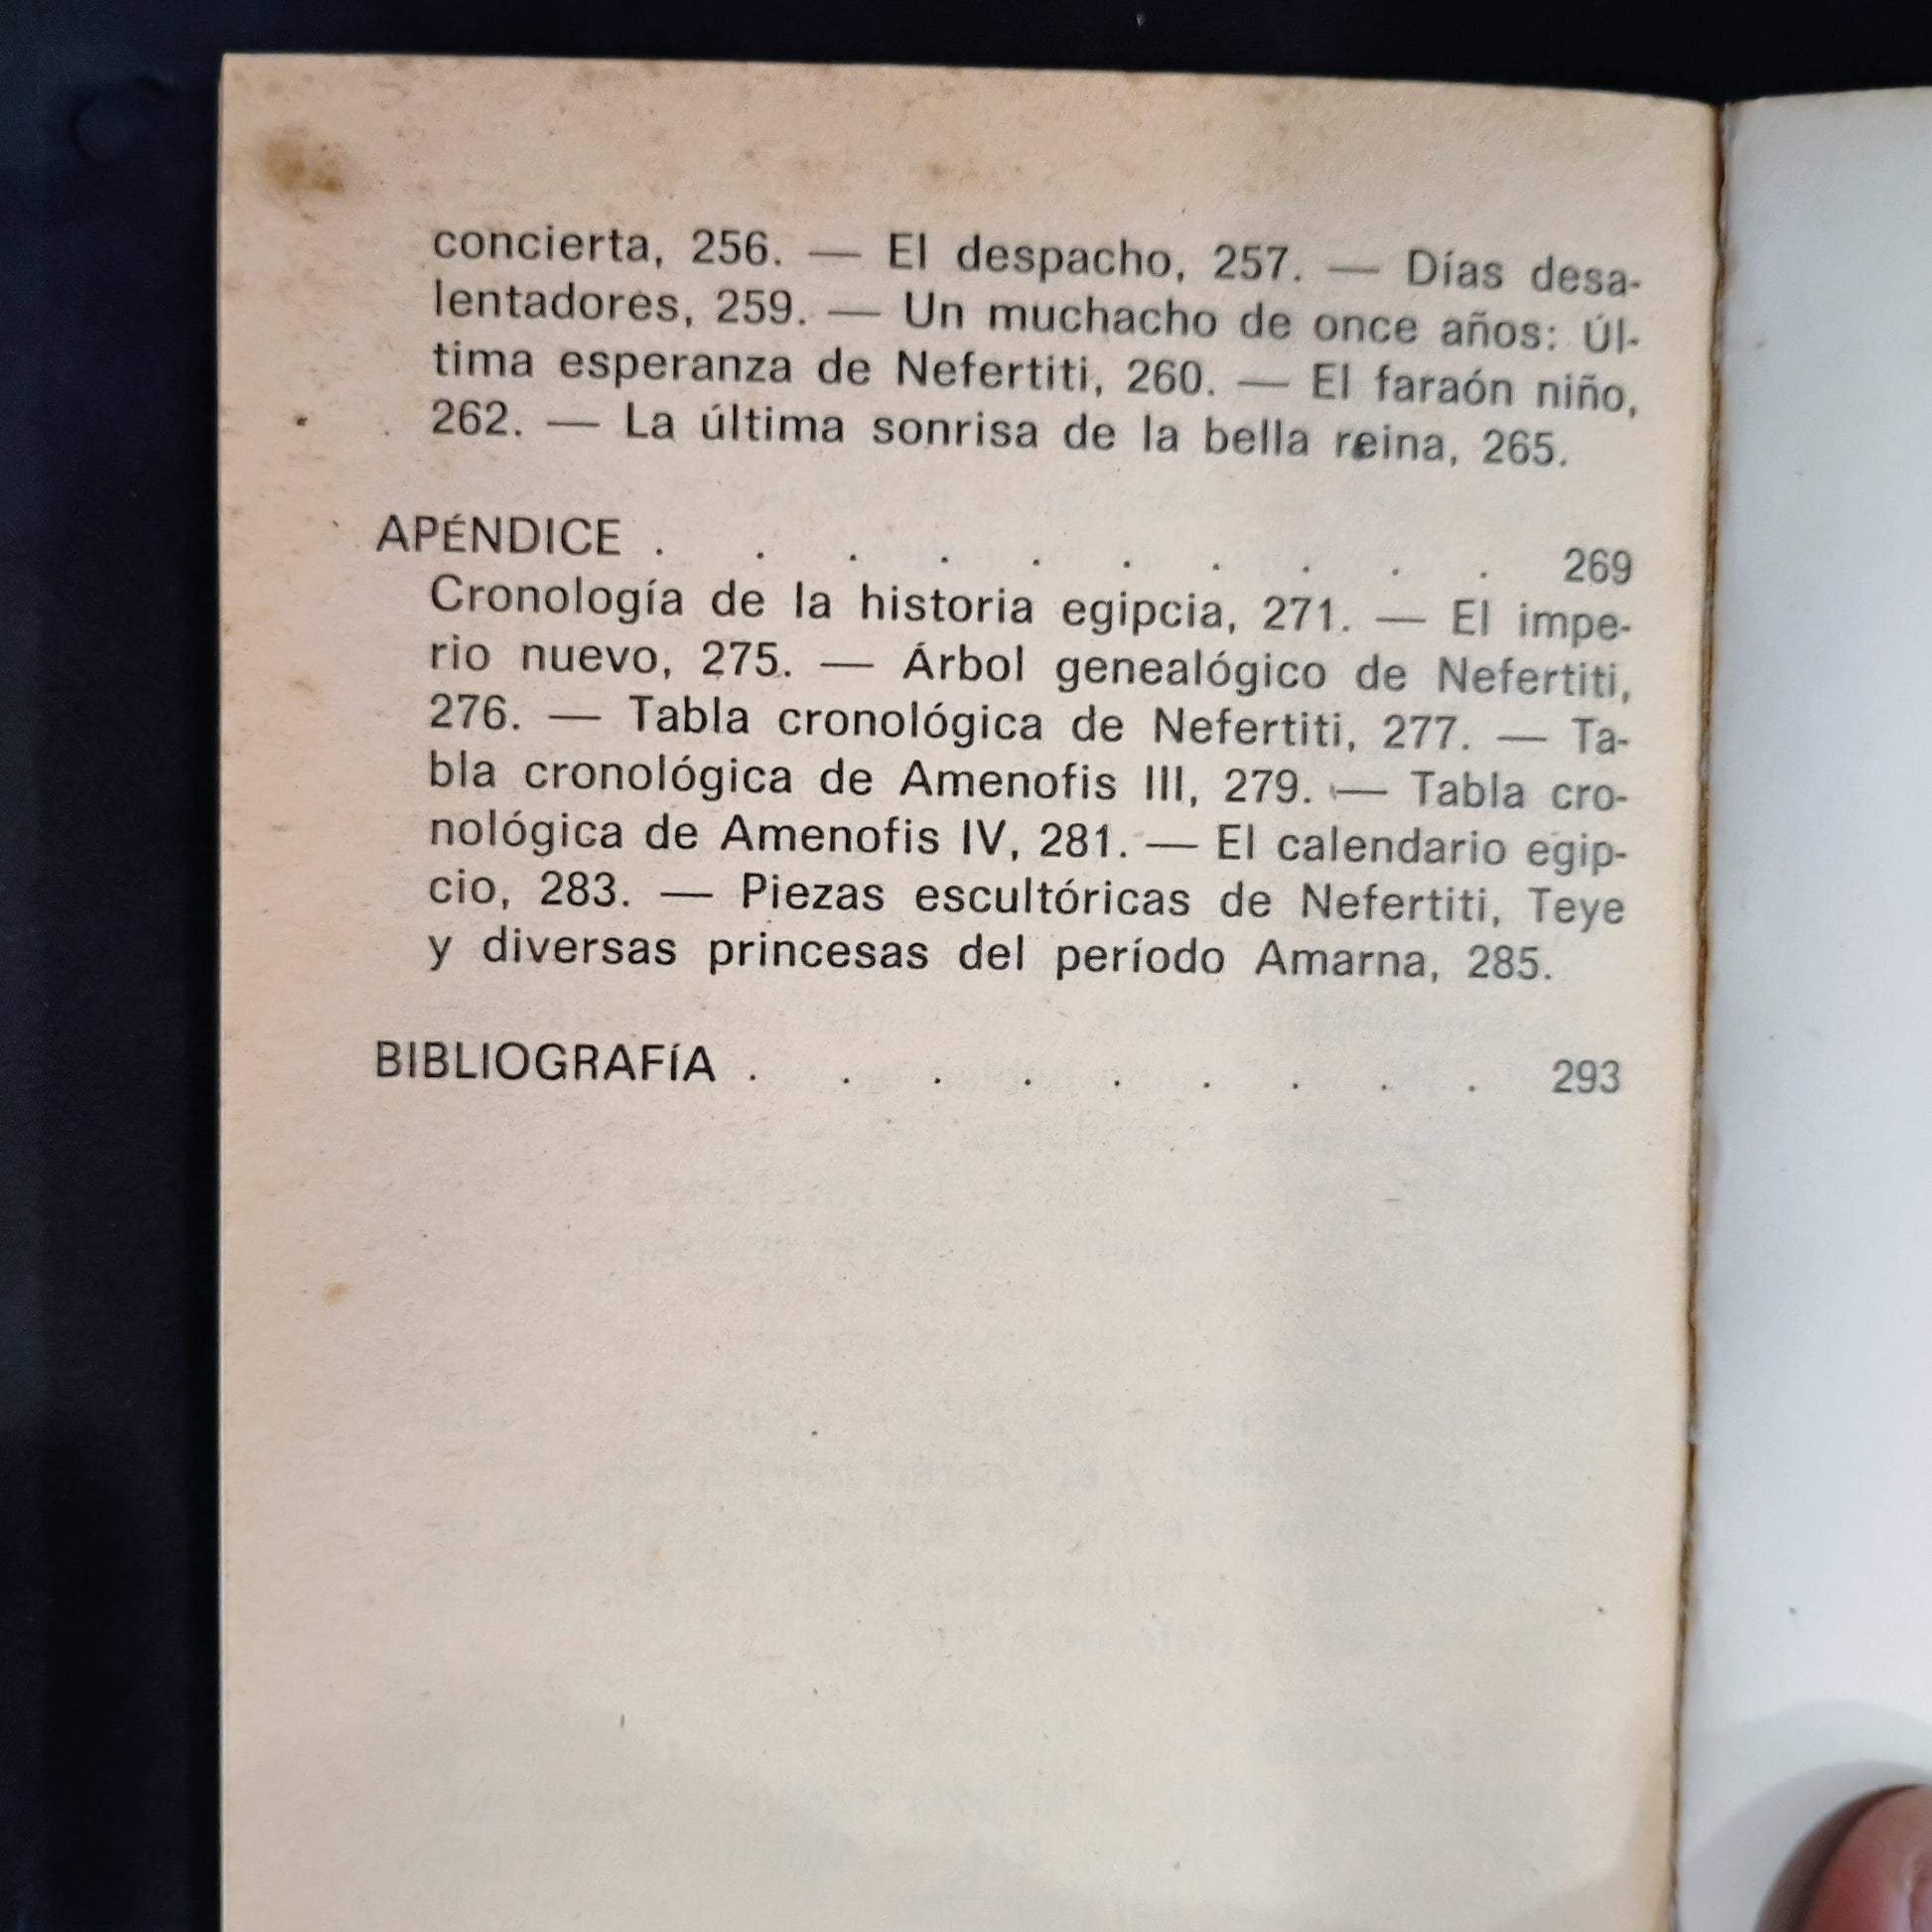 concierta, 256. — El despacho, 257. — Días desa-
lentadores, 259. — Un muchacho de once años: Úl-
tima esperanza de Nefertiti, 260. — El faraón niño,
262. — La última sonrisa de la bella reina, 265.
APÉNDICE . . . . . . . . . . 269
Cronología de la historia egipcia, 271. — El impe-
rio nuevo, 275. — Árbol genealógico de Nefertiti,
276. — Tabla cronológica de Nefertiti, 277. — Ta-
bla cronológica de Amenofis III, 279. — Tabla cro-
nológica de Amenofis IV, 281. — El calendario egip-
cio, 283. — Piezas escultóricas de Nefertiti, Teye
y diversas princesas del período Amarna, 285.
BIBLIOGRAFÍA . . . . . . . . . 293